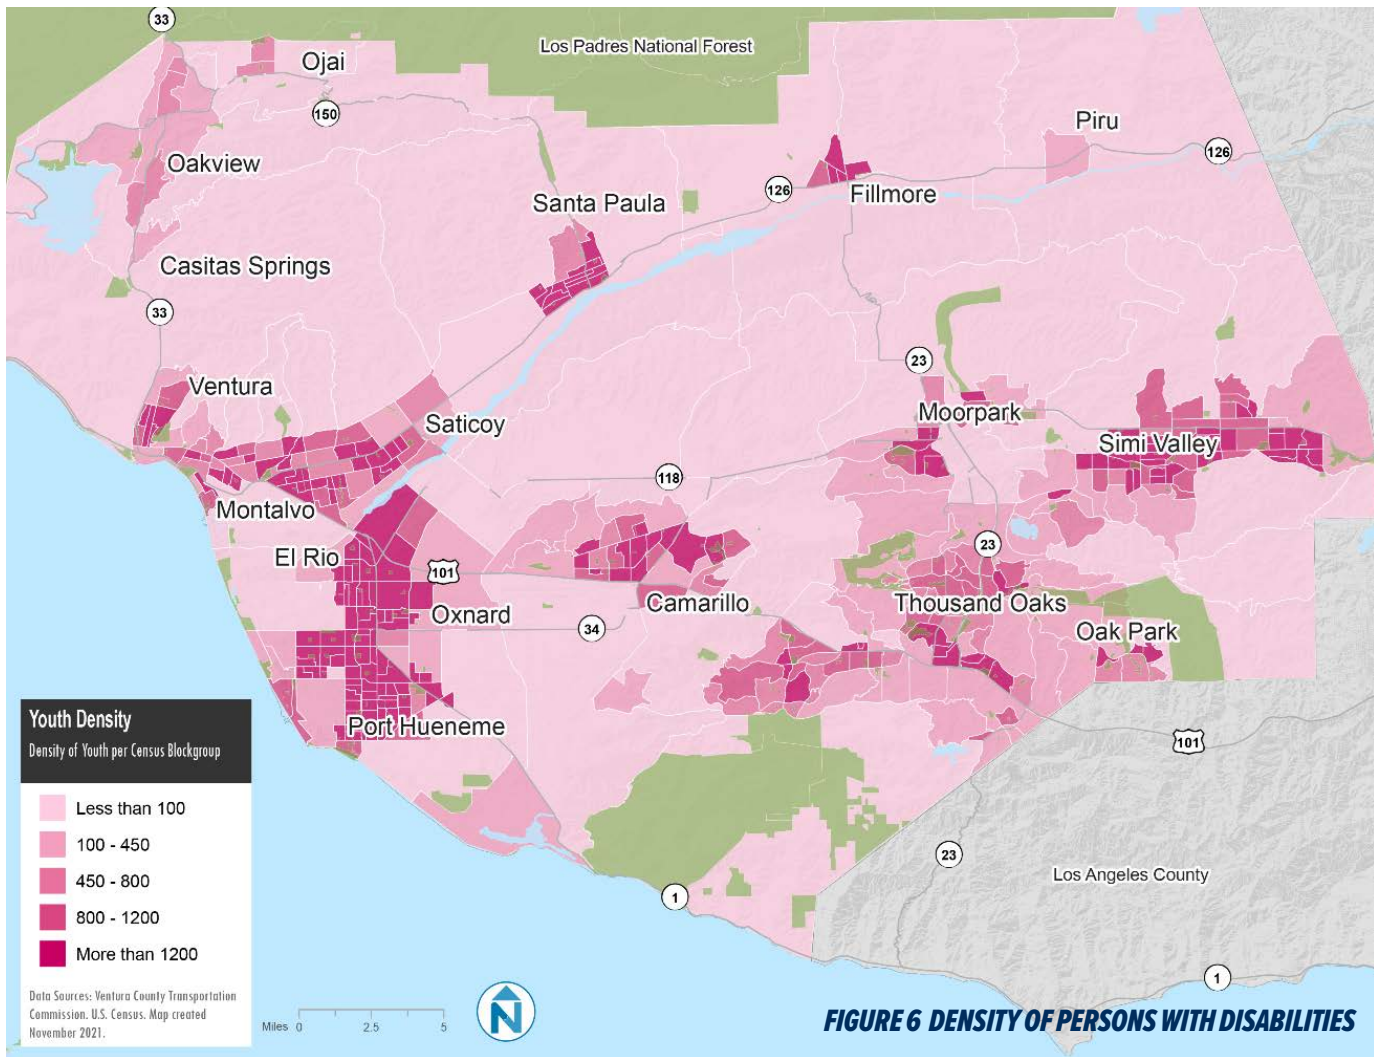 33
Los Padres National Forest
Ojai
150
Piru
126
Oakview
126
Fillmore
Santa Paula
Casitas Springs
33
23
Ventura
Moorpark
Saticoy
Simi Valley
118
Montalvo
El Rio
101
23
Oxnard
Camarillo
Thousand Oaks
34
Oak Park
Port Hueneme
101
Youth Density
Density of Youth per Census Blockgroup
Less than 100
100 - 450
450 - 800
800 - 1200
More than 1200
23
Los Angeles County
1
1
Data Sources: Ventura County Transportation
Commission. U.S. Census. Map created
November 2021.
Miles 0 2.5 5
N
FIGURE 6 DENSITY OF PERSONS WITH DISABILITIES